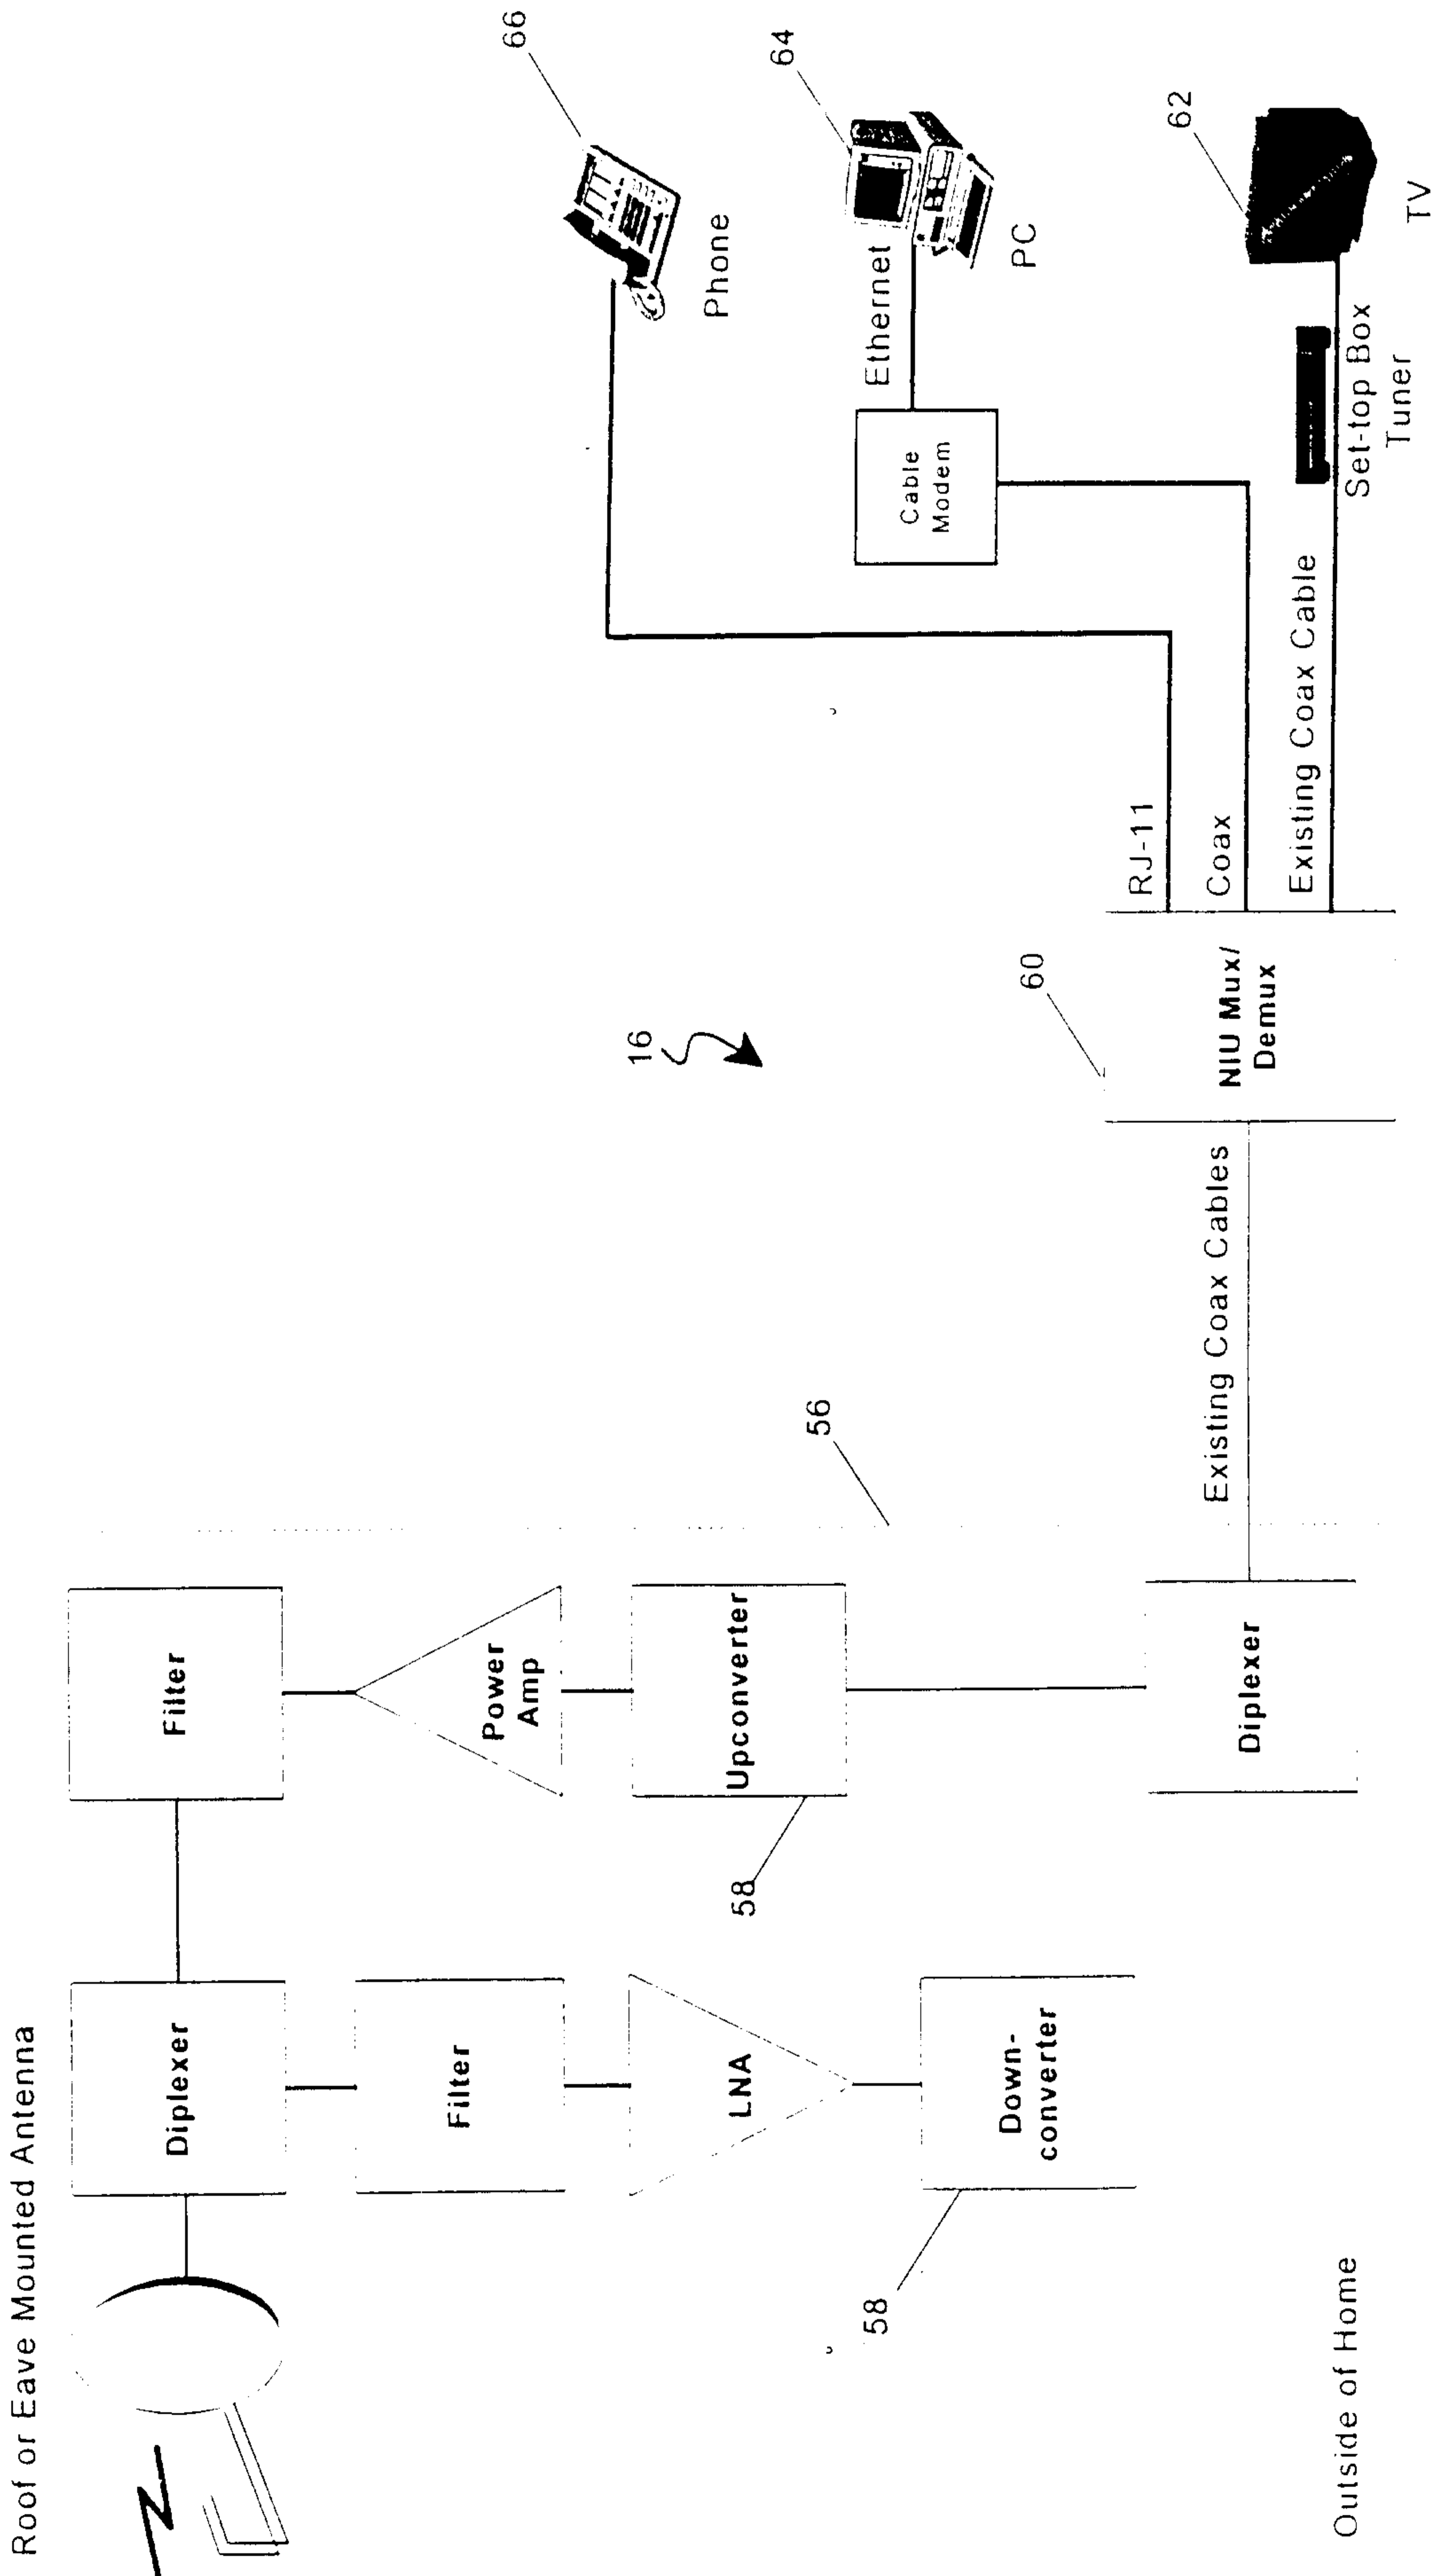 Roof or Eave Mounted Antenna
Diplexer
Filter
Filter
Power
Amp
LNA
Upconverter
58
Down-
converter
58
Diplexer
56
Outside of Home
Existing Coax Cables
16
60
NIU Mux/
Demux
RJ-11
Coax
Existing Coax Cable
Cable
Modem
Ethernet
Set-top Box
Tuner
66
Phone
64
PC
62
TV